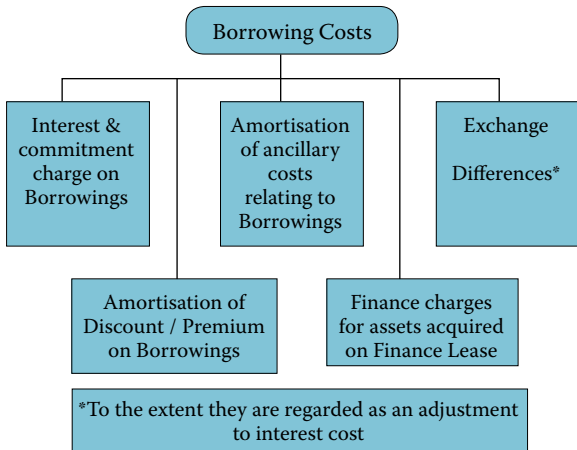 Borrowing Costs
Interest &
commitment
charge on
Borrowings
Amortisation
of ancillary
costs
relating to
Borrowings
Exchange
Differences*
Amortisation of
Discount / Premium
on Borrowings
Finance charges
for assets acquired
on Finance Lease
*To the extent they are regarded as an adjustment
to interest cost